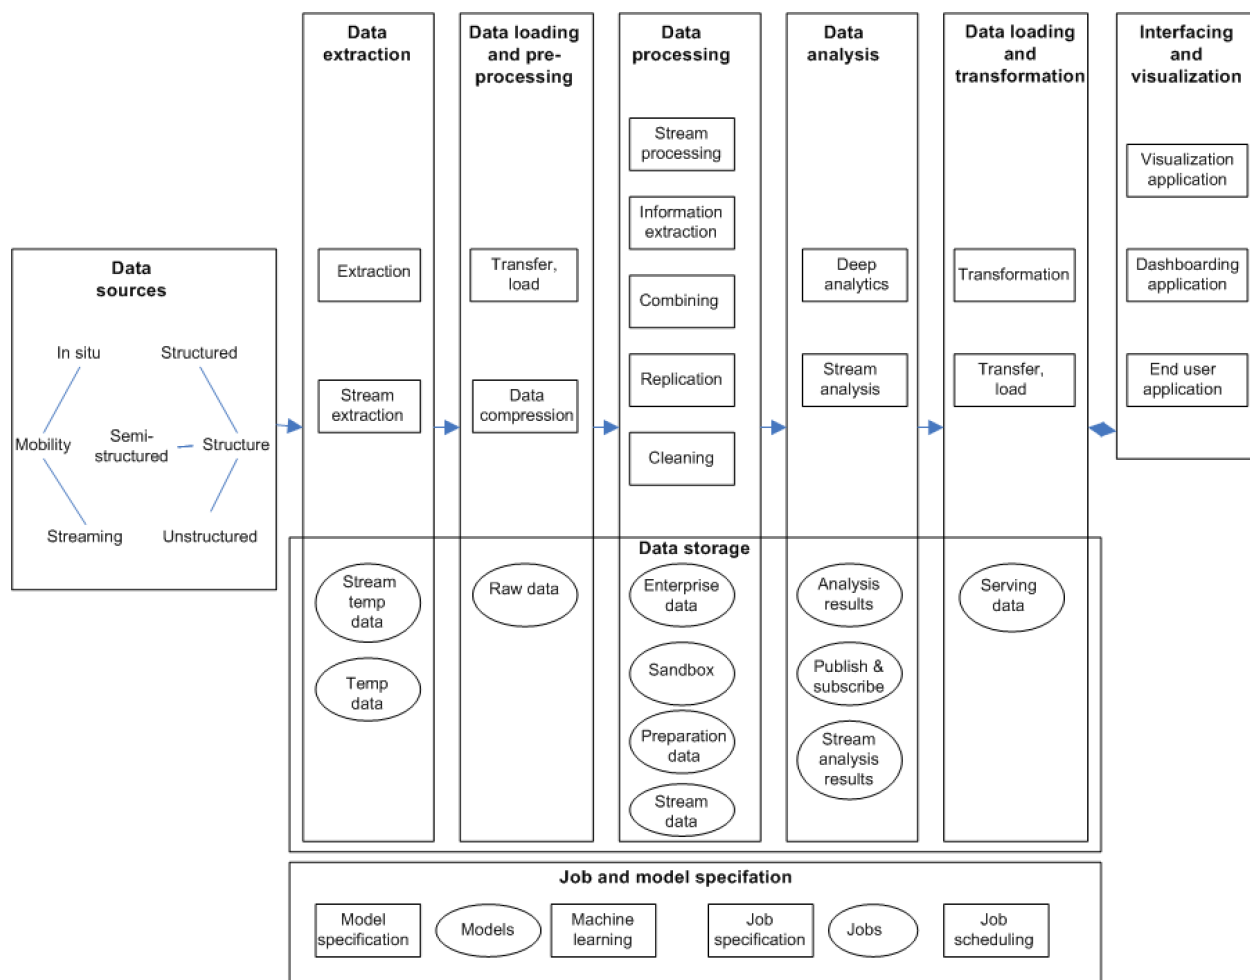 Data
extraction
Data loading
and pre-
processing
Data
processing
Data
analysis
Data loading
and
transformation
Interfacing
and
visualization
Data
sources
In situ
Structured
Mobility
Semi-
structured
Structure
Streaming
Unstructured
Extraction
Stream
extraction
Transfer,
load
Data
compression
Stream
processing
Information
extraction
Combining
Replication
Cleaning
Deep
analytics
Stream
analysis
Transformation
Transfer,
load
Visualization
application
Dashboarding
application
End user
application
Data storage
Stream
temp
data
Temp
data
Raw data
Enterprise
data
Sandbox
Preparation
data
Stream
data
Analysis
results
Publish &
subscribe
Stream
analysis
results
Serving
data
Job and model specifation
Model
specification
Models
Machine
learning
Job
specification
Jobs
Job
scheduling